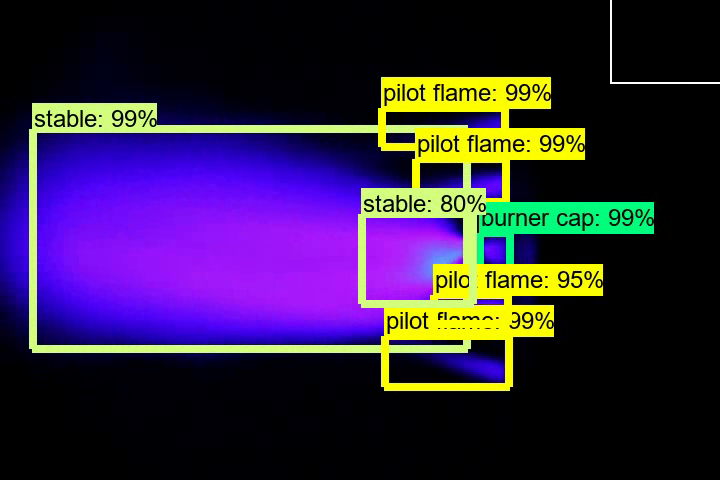 pilot flame: 99%
stable: 99%
pilot flame: 99%
stable: 80%
burner cap: 99%
pilot flame: 95%
pilot flame: 99%